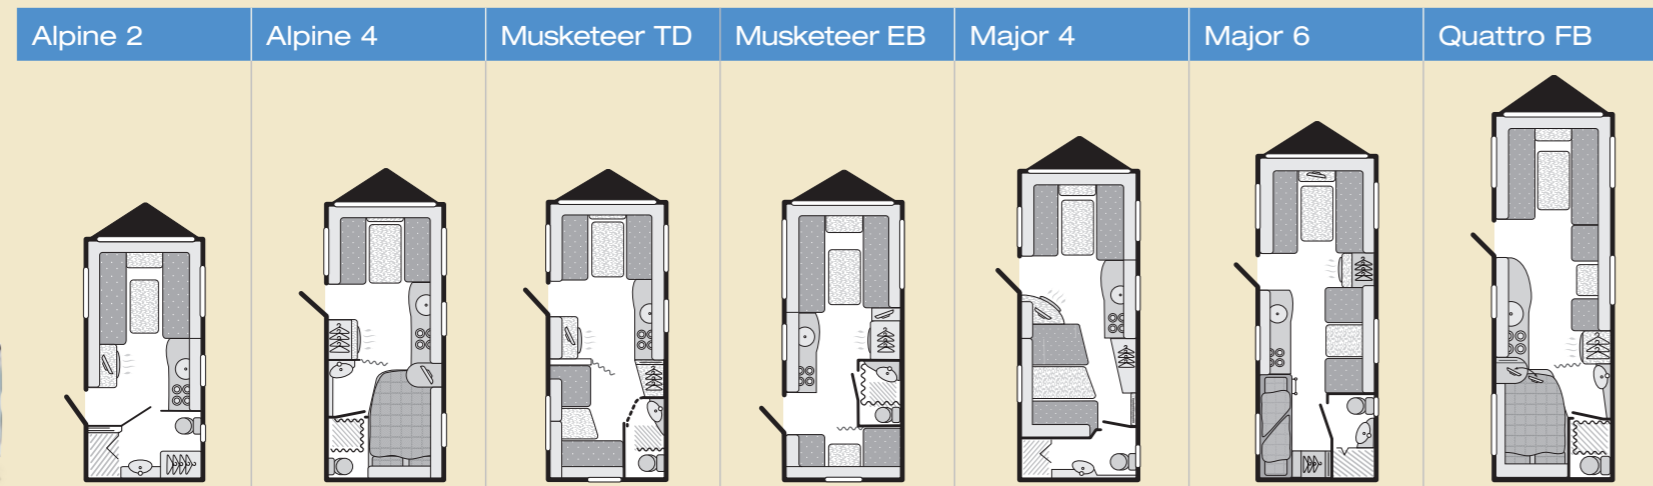 Alpine 2
Alpine 4
Musketeer TD
Musketeer EB
Major 4
Major 6
Quattro FB